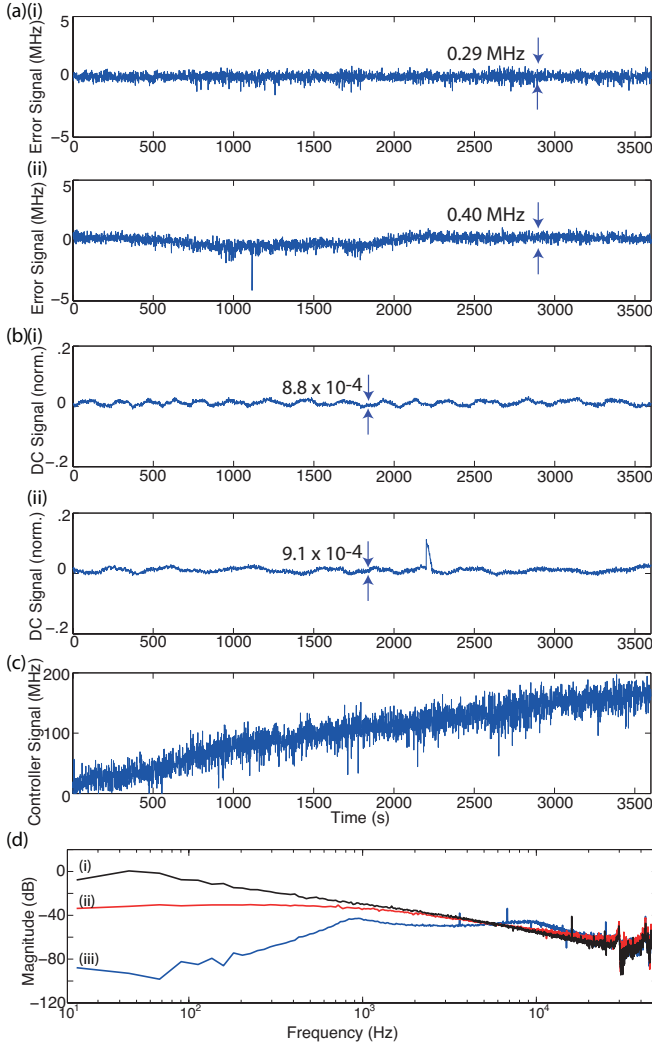 (a)(i)
5
0
−5
Error Signal (MHz)
0.29 MHz
0 500 1000 1500 2000 2500 3000 3500
(ii)
5
0
−5
Error Signal (MHz)
0.40 MHz
0 500 1000 1500 2000 2500 3000 3500
(b)(i)
.2
0
-.2
DC Signal (norm.)
8.8 x 10-4
0 500 1000 1500 2000 2500 3000 3500
(ii)
.2
0
-.2
DC Signal (norm.)
9.1 x 10-4
0 500 1000 1500 2000 2500 3000 3500
(c)
200
100
0
Controller Signal (MHz)
0 500 1000 1500 2000 2500 3000 3500
Time (s)
(d)
(i)
(ii)
(iii)
0
−40
−80
−120
Magnitude (dB)
101 102 103 104
Frequency (Hz)